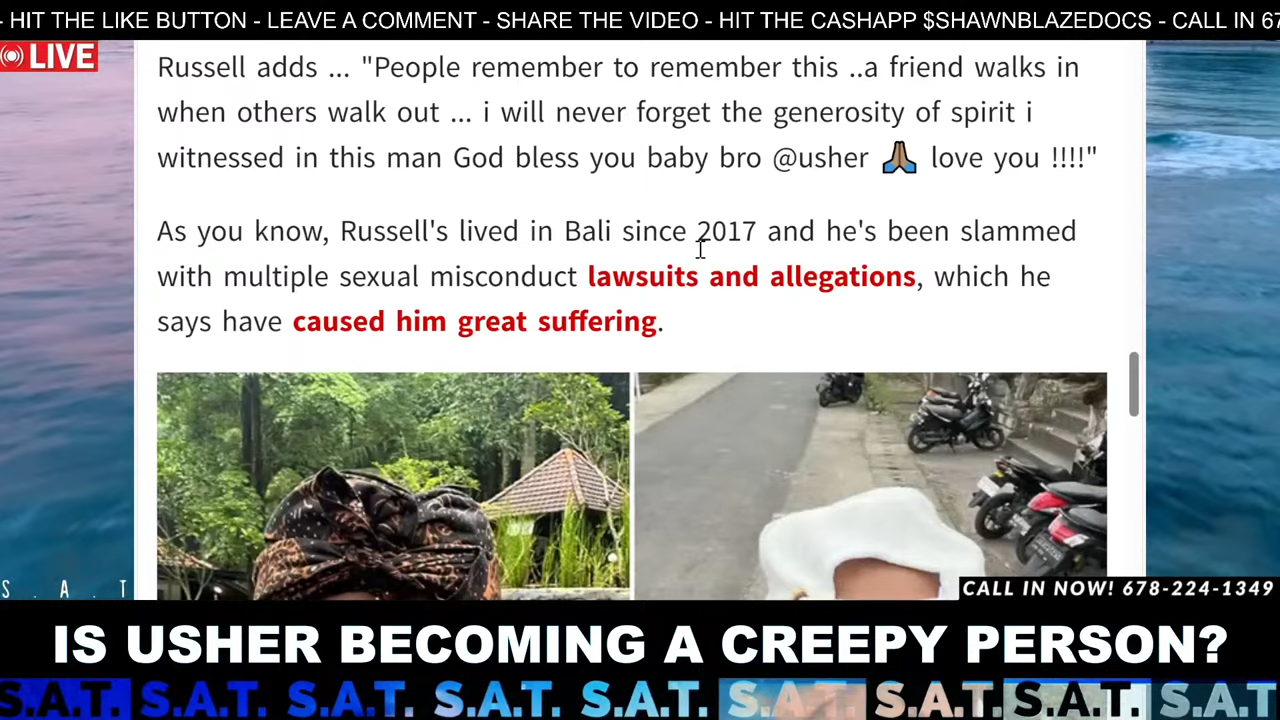 - HIT THE LIKE BUTTON - LEAVE A COMMENT - SHARE THE VIDEO - HIT THE CASHAPP $SHAWNBLAZEDOCS - CALL IN 67
LIVE
Russell adds ... "People remember to remember this ..a friend walks in
when others walk out ... i will never forget the generosity of spirit i
witnessed in this man God bless you baby bro @usher 🙏🏽 love you !!!!"
As you know, Russell's lived in Bali since 2017 and he's been slammed
with multiple sexual misconduct lawsuits and allegations, which he
says have caused him great suffering.
S . A . T
CALL IN NOW! 678-224-1349
IS USHER BECOMING A CREEPY PERSON?
S.A.T. S.A.T. S.A.T. S.A.T. S.A.T. S.A.T. S.A.T. S.A.T. S.A.T